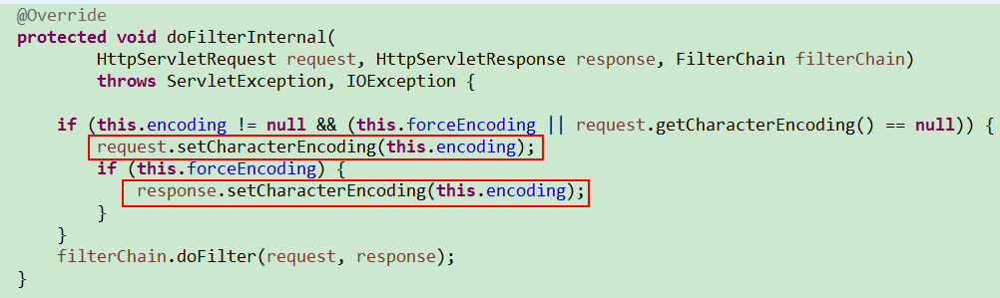 @Override
protected void doFilterInternal(
HttpServletRequest request, HttpServletResponse response, FilterChain filterChain)
throws ServletException, IOException {
if (this.encoding != null && (this.forceEncoding || request.getCharacterEncoding() == null)) {
request.setCharacterEncoding(this.encoding);
if (this.forceEncoding) {
response.setCharacterEncoding(this.encoding);
}
}
filterChain.doFilter(request, response);
}